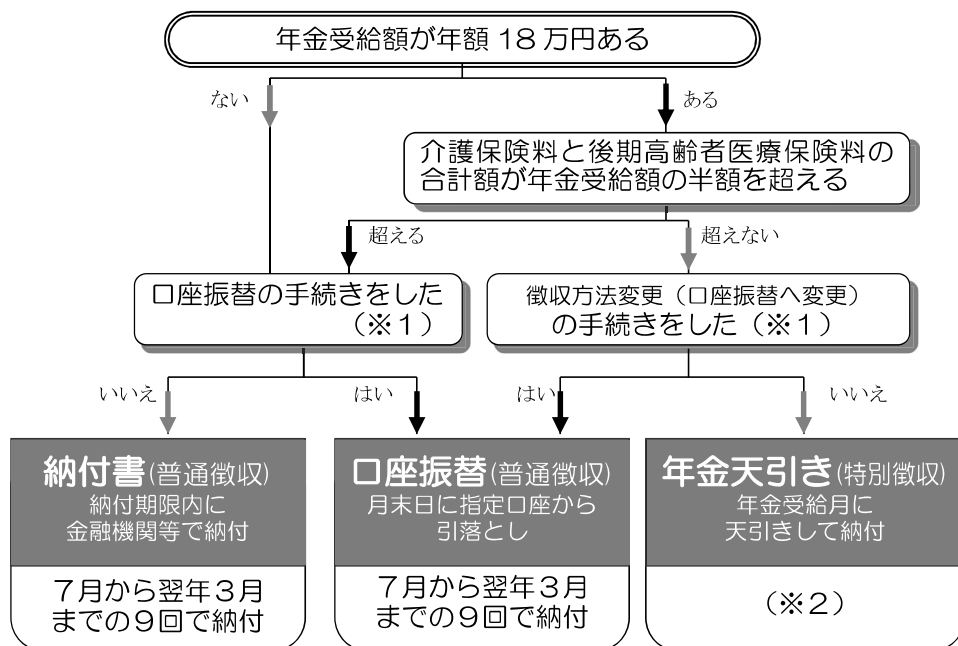 年金受給額が年額 18 万円ある
ない
ある
介護保険料と後期高齢者医療保険料の
合計額が年金受給額の半額を超える
超える
超えない
口座振替の手続きをした
（※１）
徴収方法変更（口座振替へ変更）
の手続きをした（※１）
いいえ
はい
はい
いいえ
納付書(普通徴収)
納付期限内に
金融機関等で納付
７月から翌年３月
までの９回で納付
口座振替(普通徴収)
月末日に指定口座から
引落とし
７月から翌年３月
までの９回で納付
年金天引き(特別徴収)
年金受給月に
天引きして納付
（※２）